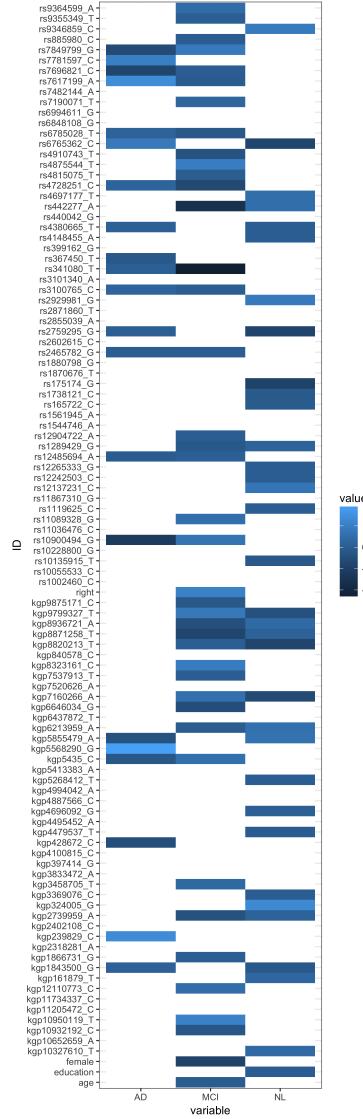 rs9364599_A
rs9355349_T
rs9346859_C
rs885980_C
rs7849799_G
rs7781597_C
rs7696821_C
rs7617199_A
rs7482144_A
rs7190071_T
rs6994611_G
rs6848108_G
rs6785028_T
rs6765362_C
rs4910743_T
rs4875544_T
rs4815075_T
rs4728251_C
rs4697177_T
rs442277_A
rs440042_G
rs4380665_T
rs4148455_A
rs399162_G
rs367450_T
rs341080_T
rs3101340_A
rs3100765_C
rs2929981_G
rs2871860_T
rs2855039_A
rs2759295_G
rs2602615_C
rs2465782_G
rs1880798_G
rs1870676_T
rs175174_G
rs1738121_C
rs165722_C
rs1561945_A
rs1544746_A
rs12904722_A
rs1289429_G
rs12485694_A
rs12265333_G
rs12242503_C
rs12137231_C
rs11867310_G
rs1119625_C
rs11089328_G
rs11036476_C
rs10900494_G
rs10228800_G
rs10135915_T
rs10055533_C
rs1002460_C
right
kgp9875171_C
kgp9799327_T
kgp8936721_A
kgp8871258_T
kgp8820213_T
kgp840578_C
kgp8323161_C
kgp7537913_T
kgp7520626_A
kgp7160266_A
kgp6646034_G
kgp6437872_T
kgp6213959_A
kgp5855479_A
kgp5568290_G
kgp5435_C
kgp5413383_A
kgp5268412_T
kgp4994042_A
kgp4887566_C
kgp4696092_G
kgp4495452_A
kgp4479537_T
kgp428672_C
kgp4100815_C
kgp397414_G
kgp3833472_A
kgp3458705_T
kgp3369076_C
kgp324005_G
kgp2739959_A
kgp2402108_C
kgp239829_C
kgp2318281_A
kgp1866731_G
kgp1843500_G
kgp161879_T
kgp12110773_C
kgp11734337_C
kgp11205472_C
kgp10950119_T
kgp10932192_C
kgp10652659_A
kgp10327610_T
female
education
age
ID
AD MCI NL
variable
value